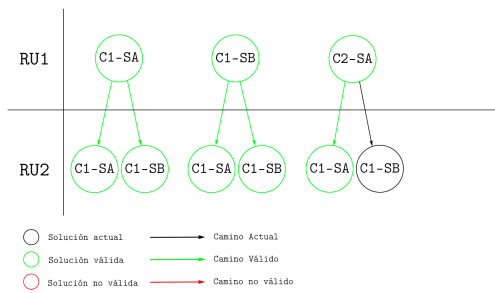 RU1
C1-SA
C1-SB
C2-SA
RU2
C1-SA
C1-SB
C1-SA
C1-SB
C1-SA
C1-SB
Solución actual
Camino Actual
Solución válida
Camino Válido
Solución no válida
Camino no válido